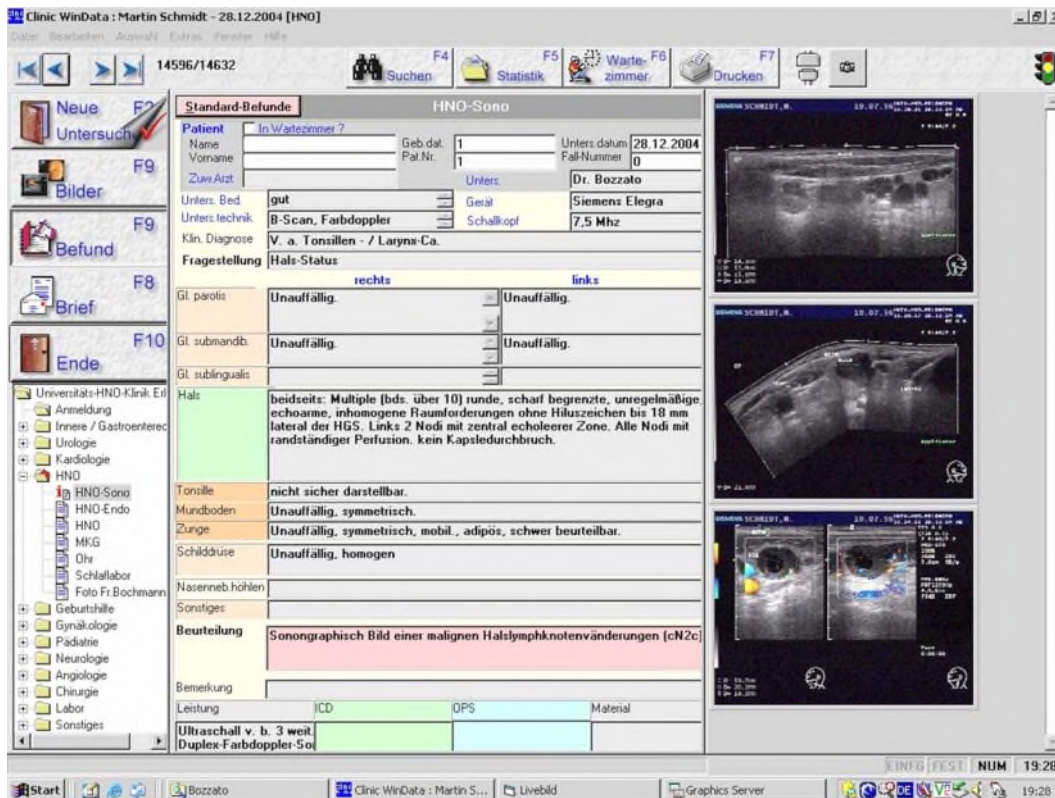 Clinic WinData : Martin Schmidt - 28.12.2004 [HNO]
Datei Bearbeiten Auswahl Extras Fenster Hilfe
14596/14632
F4 Suchen
F5 Statistik
F6 Warte-zimmer
F7 Drucken
Neue Untersuch
F9 Bilder
F9 Befund
F8 Brief
F10 Ende
Universitäts-HNO-Klinik Erl
Anmeldung
Innere / Gastroenterec
Urologie
Kardiologie
HNO
HNO-Sono
HNO-Endo
HNO
MKG
Ohr
Schlaflabor
Foto Fr.Bochmann
Geburtshilfe
Gynäkologie
Pädiatrie
Neurologie
Angiologie
Chirurgie
Labor
Sonstiges
Standard-Befunde HNO-Sono
Patient In Wartezimmer ?
Name Geb.dat. 1 Unters.datum 28.12.2004
Vorname Pat.Nr. 1 Fall-Nummer 0
Zuw.Arzt Unters. Dr. Bozzato
Unters. Bed. gut Gerät Siemens Elegra
Unters.technik B-Scan, Farbdoppler Schallkopf 7,5 Mhz
Klin. Diagnose V. a. Tonsillen - / Larynx-Ca.
Fragestellung Hals-Status
rechts links
Gl. parotis Unauffällig. Unauffällig.
Gl. submandib. Unauffällig. Unauffällig.
Gl. sublingualis
Hals beidseits: Multiple (bds. über 10) runde, scharf begrenzte, unregelmäßige,
echoarme, inhomogene Raumforderungen ohne Hiluszeichen bis 18 mm
lateral der HGS. Links 2 Nodi mit zentral echoleerer Zone. Alle Nodi mit
randständiger Perfusion. kein Kapsledurchbruch.
Tonsille nicht sicher darstellbar.
Mundboden Unauffällig, symmetrisch.
Zunge Unauffällig, symmetrisch, mobil., adipös, schwer beurteilbar.
Schilddrüse Unauffällig, homogen
Nasenneb.höhlen
Sonstiges
Beurteilung Sonongraphisch Bild einer malignen Halslymphknotenvänderungen (cN2c)
Bemerkung
Leistung ICD OPS Material
Ultraschall v. b. 3 weit.
Duplex-Farbdoppler-So
SIEMENS SCHMIDT, M.
SIEMENS SCHMIDT, M.
SIEMENS SCHMIDT, M.
EINFG FEST NUM 19:28
Start Bozzato Clinic WinData : Martin S... Livebild Graphics Server DE 19:28